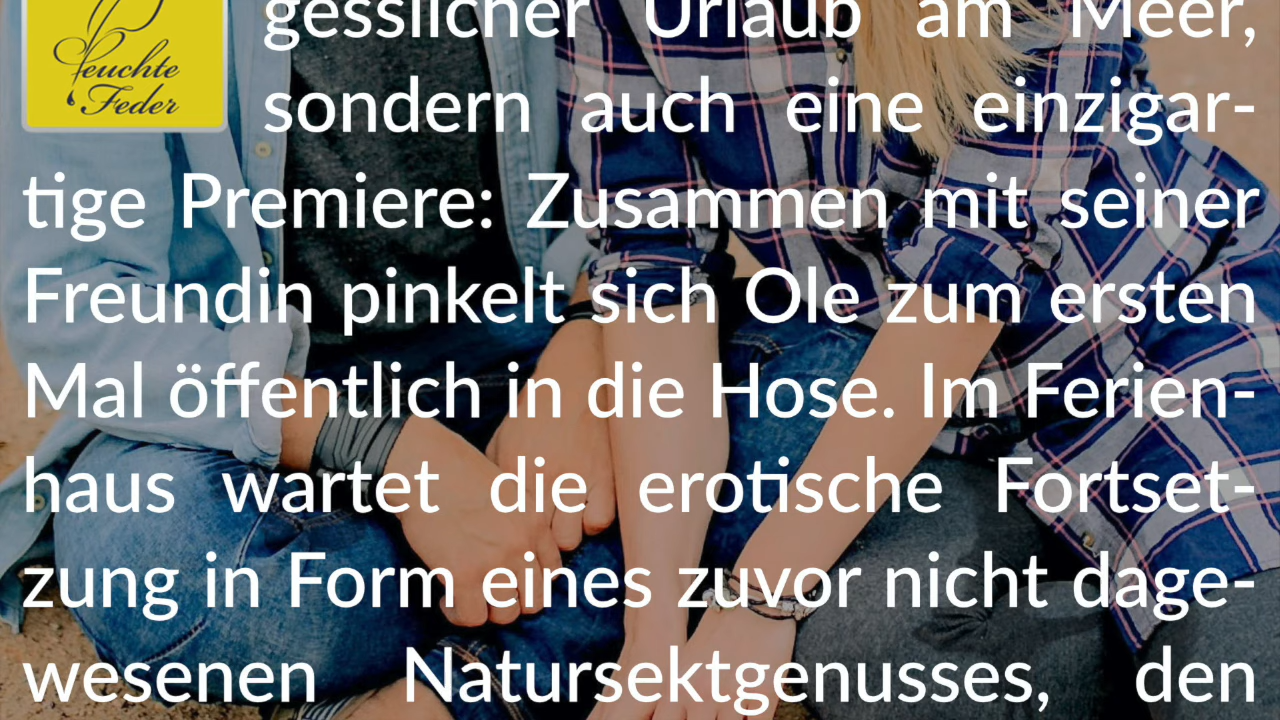 feuchte
Feder
gesslicher Urlaub am Meer,
sondern auch eine einzigar-
tige Premiere: Zusammen mit seiner
Freundin pinkelt sich Ole zum ersten
Mal öffentlich in die Hose. Im Ferien-
haus wartet die erotische Fortset-
zung in Form eines zuvor nicht dage-
wesenen Natursektgenusses, den